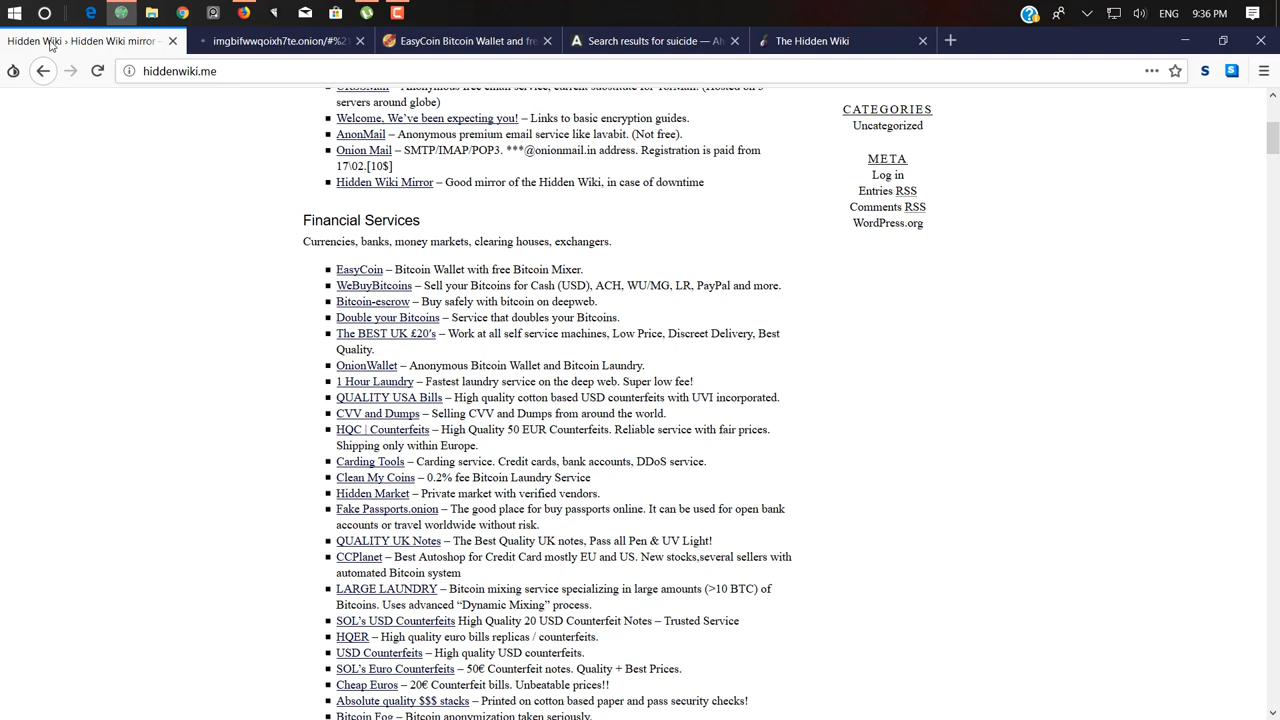 ENG 9:36 PM
Hidden Wiki › Hidden Wiki mirror –
imgbifwwqoixh7te.onion/#%21
EasyCoin Bitcoin Wallet and fre
Search results for suicide — Ah
The Hidden Wiki
hiddenwiki.me
– Anonymous free email service, current substitute for TorMail. (Hosted on 3
servers around globe)
Welcome, We've been expecting you! – Links to basic encryption guides.
AnonMail – Anonymous premium email service like lavabit. (Not free).
Onion Mail – SMTP/IMAP/POP3. ***@onionmail.in address. Registration is paid from
17\02.[10$]
Hidden Wiki Mirror – Good mirror of the Hidden Wiki, in case of downtime
Financial Services
Currencies, banks, money markets, clearing houses, exchangers.
EasyCoin – Bitcoin Wallet with free Bitcoin Mixer.
WeBuyBitcoins – Sell your Bitcoins for Cash (USD), ACH, WU/MG, LR, PayPal and more.
Bitcoin-escrow – Buy safely with bitcoin on deepweb.
Double your Bitcoins – Service that doubles your Bitcoins.
The BEST UK £20's – Work at all self service machines, Low Price, Discreet Delivery, Best
Quality.
OnionWallet – Anonymous Bitcoin Wallet and Bitcoin Laundry.
1 Hour Laundry – Fastest laundry service on the deep web. Super low fee!
QUALITY USA Bills – High quality cotton based USD counterfeits with UVI incorporated.
CVV and Dumps – Selling CVV and Dumps from around the world.
HQC | Counterfeits – High Quality 50 EUR Counterfeits. Reliable service with fair prices.
Shipping only within Europe.
Carding Tools – Carding service. Credit cards, bank accounts, DDoS service.
Clean My Coins – 0.2% fee Bitcoin Laundry Service
Hidden Market – Private market with verified vendors.
Fake Passports.onion – The good place for buy passports online. It can be used for open bank
accounts or travel worldwide without risk.
QUALITY UK Notes – The Best Quality UK notes, Pass all Pen & UV Light!
CCPlanet – Best Autoshop for Credit Card mostly EU and US. New stocks,several sellers with
automated Bitcoin system
LARGE LAUNDRY – Bitcoin mixing service specializing in large amounts (>10 BTC) of
Bitcoins. Uses advanced “Dynamic Mixing” process.
SOL's USD Counterfeits High Quality 20 USD Counterfeit Notes – Trusted Service
HQER – High quality euro bills replicas / counterfeits.
USD Counterfeits – High quality USD counterfeits.
SOL's Euro Counterfeits – 50€ Counterfeit notes. Quality + Best Prices.
Cheap Euros – 20€ Counterfeit bills. Unbeatable prices!!
Absolute quality $$$ stacks – Printed on cotton based paper and pass security checks!
Bitcoin Fog – Bitcoin anonymization taken seriously.
CATEGORIES
Uncategorized
META
Log in
Entries RSS
Comments RSS
WordPress.org